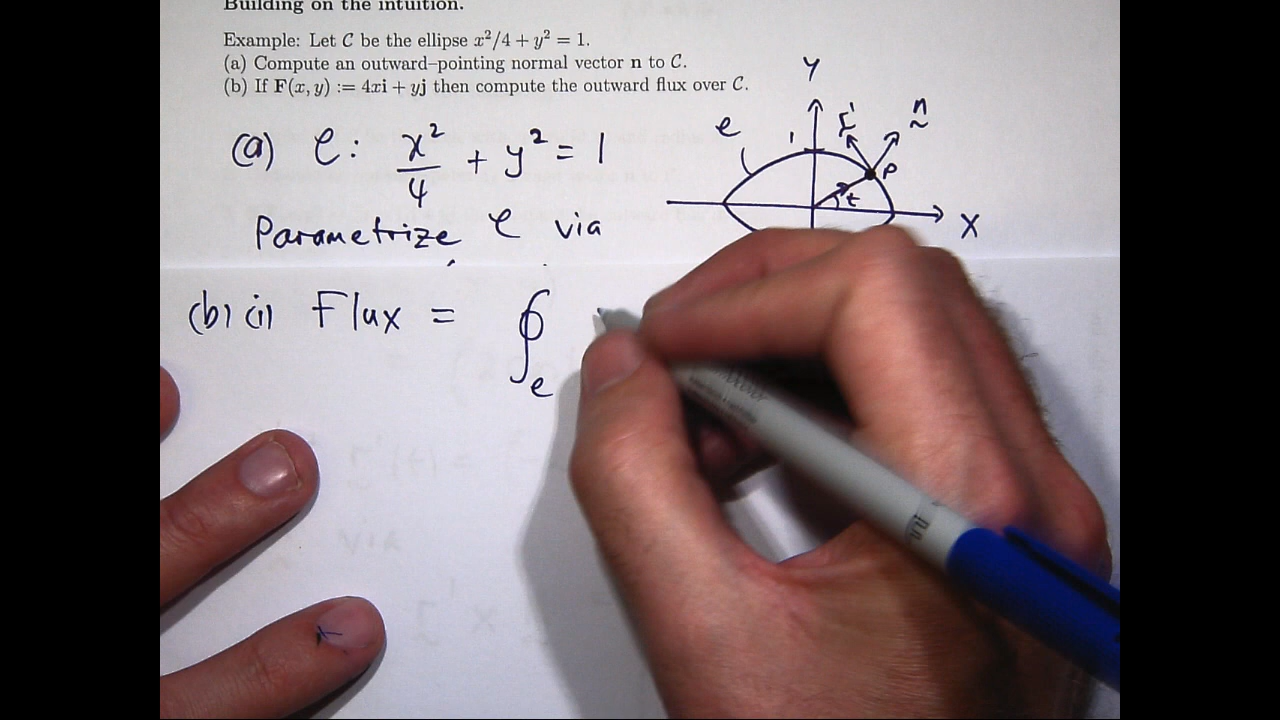 Building on the intuition.
Example: Let C be the ellipse x²/4 + y² = 1.
(a) Compute an outward–pointing normal vector n to C.
(b) If F(x, y) := 4xi + yj then compute the outward flux over C.
(a) C: x²/4 + y² = 1
Parametrize C via
y
C
1
r'
n
P
t
x
(b) (i) Flux = ∮C